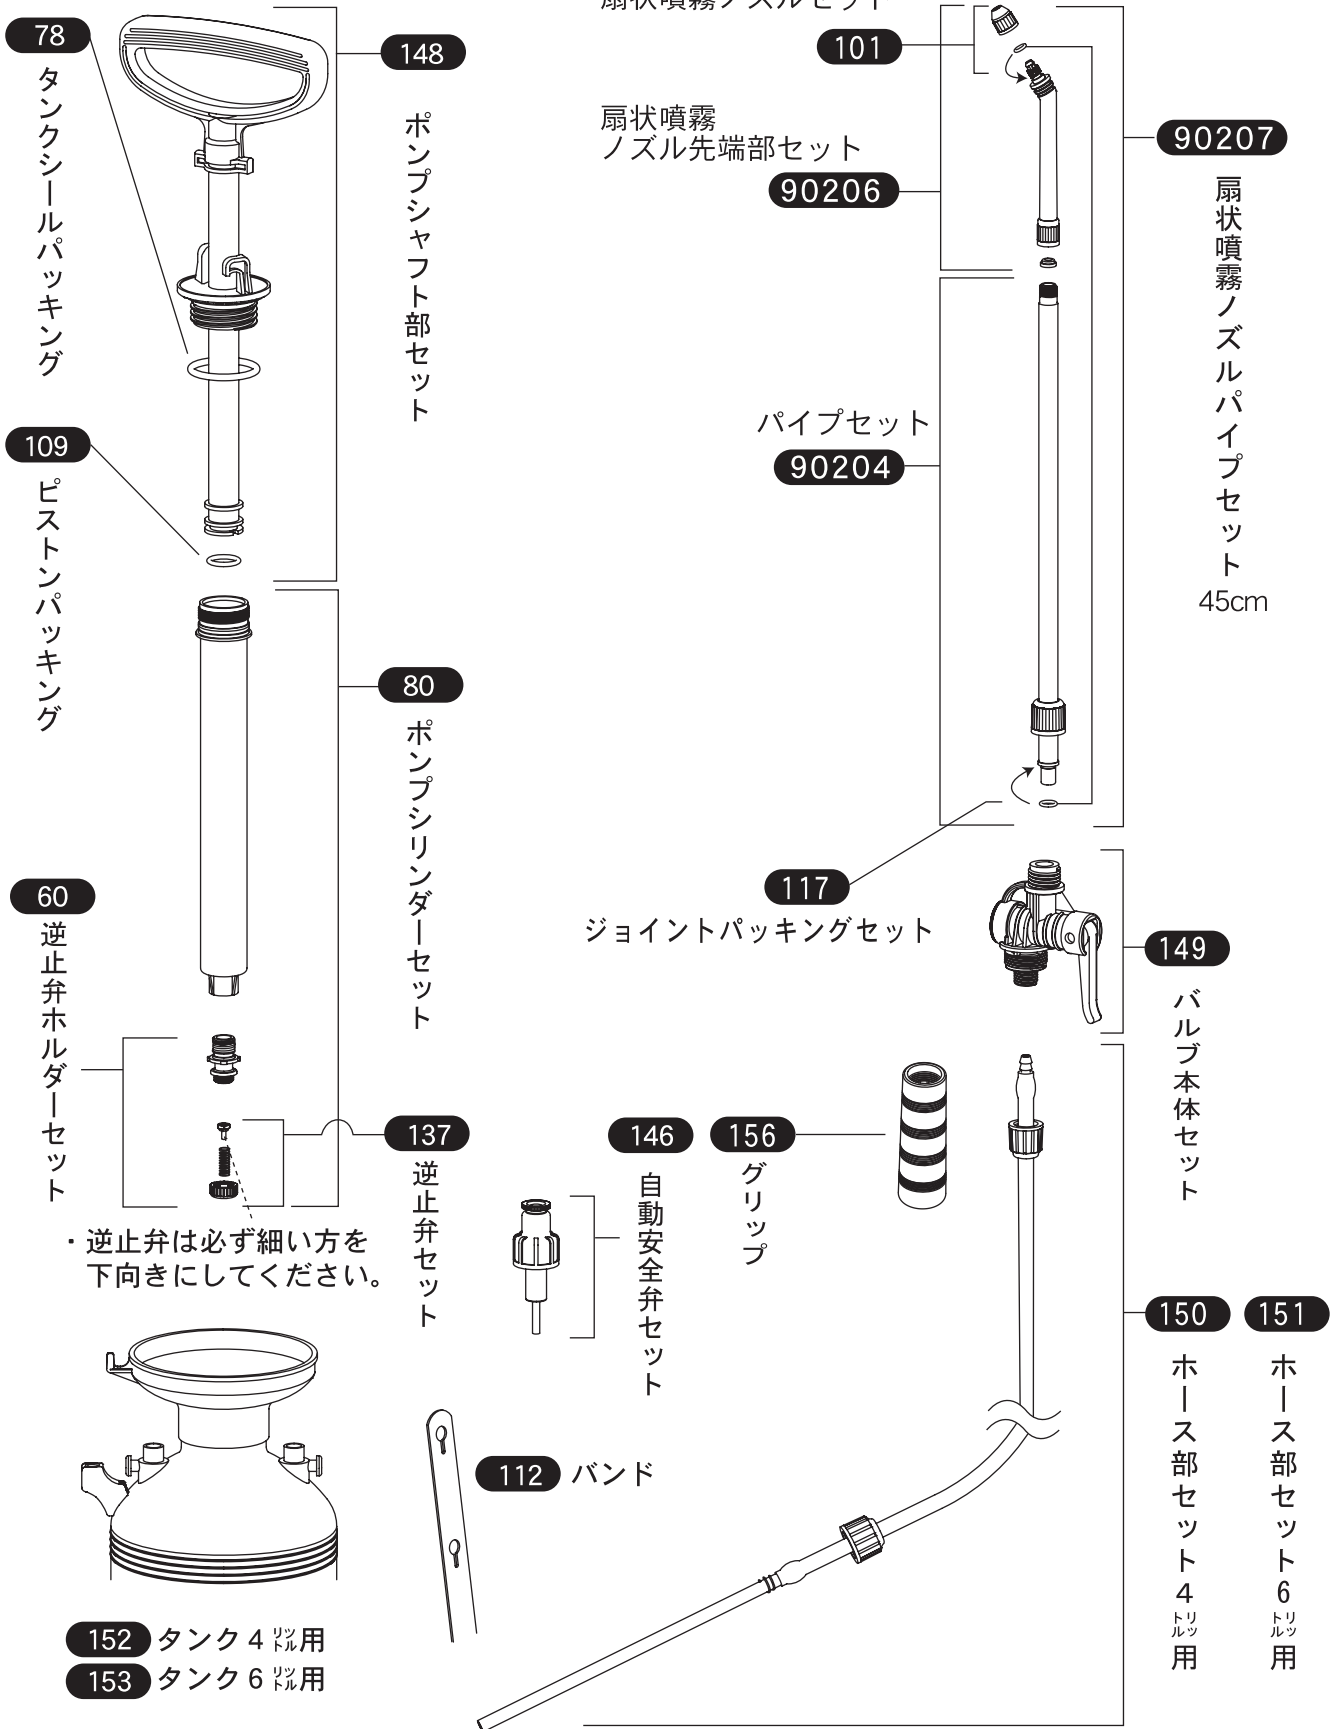 扇状噴霧ノズルセット
101
78
タンクシールパッキング
148
ポンプシャフト部セット
扇状噴霧
ノズル先端部セット
90206
90207
扇状噴霧ノズルパイプセット
45cm
109
ピストンパッキング
パイプセット
90204
80
ポンプシリンダーセット
60
逆止弁ホルダーセット
117
ジョイントパッキングセット
149
バルブ本体セット
137
逆止弁セット
146
自動安全弁セット
156
グリップ
・逆止弁は必ず細い方を
下向きにしてください。
150
ホース部セット4リットル用
151
ホース部セット6リットル用
112 バンド
152 タンク4リットル用
153 タンク6リットル用